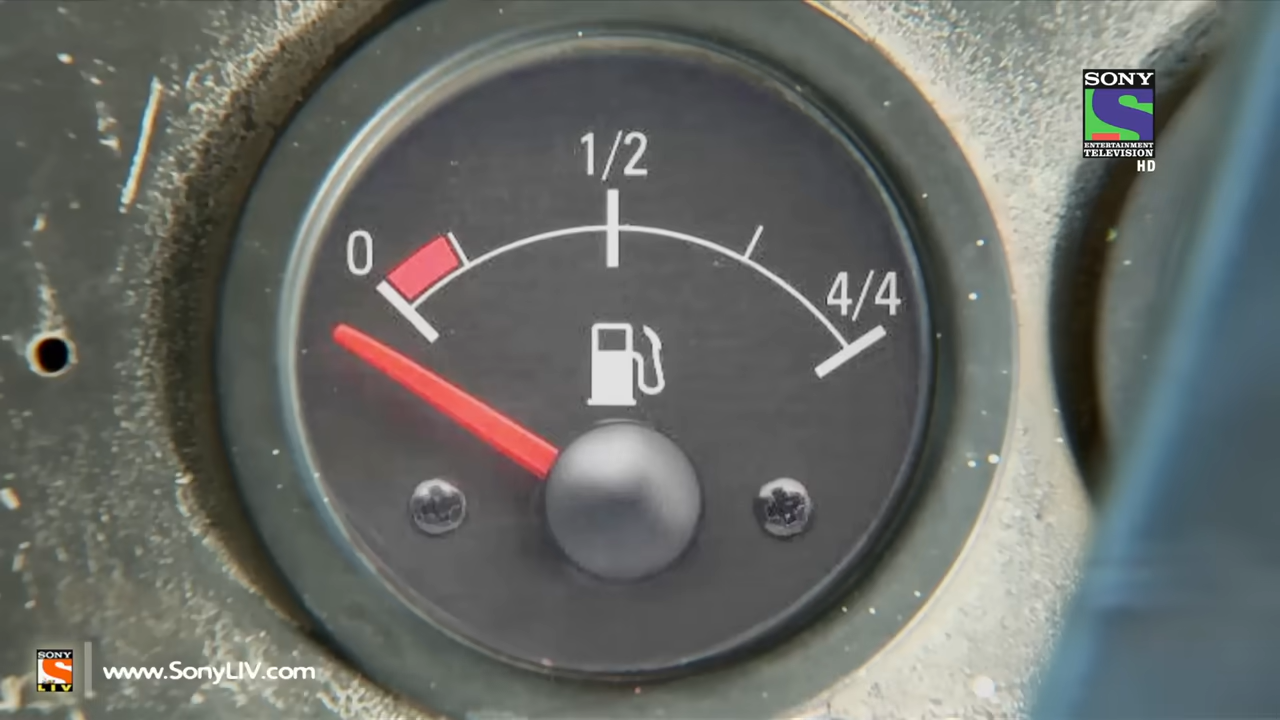 SONY
ENTERTAINMENT
TELEVISION
HD
1/2
0
4/4
SONY
LIV
www.SonyLIV.com